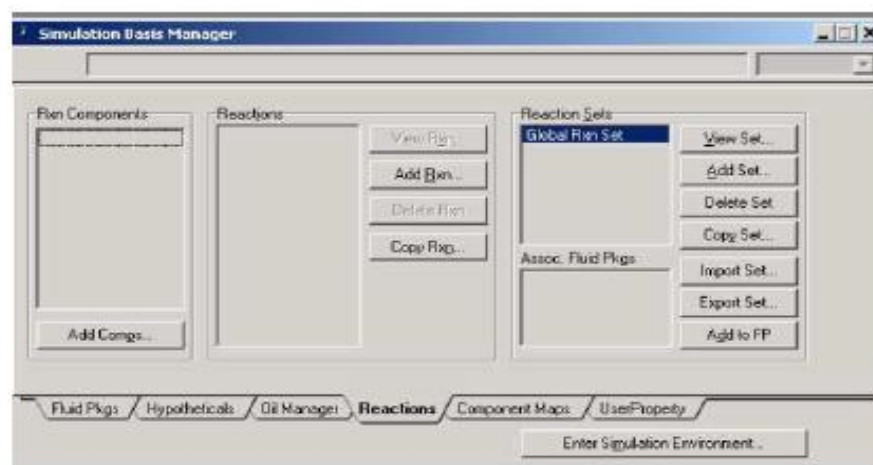 Simulation Basis Manager
Rxn Components
Reactions
Reaction Sets
View Rxn
Add Rxn...
Delete Rxn
Copy Rxn...
Global Rxn Set
View Set...
Add Set...
Delete Set
Copy Set...
Assoc. Fluid Pkgs
Import Set...
Export Set...
Add to FP
Add Comps...
Fluid Pkgs
Hypotheticals
Oil Manager
Reactions
Component Maps
UserProperty
Enter Simulation Environment...